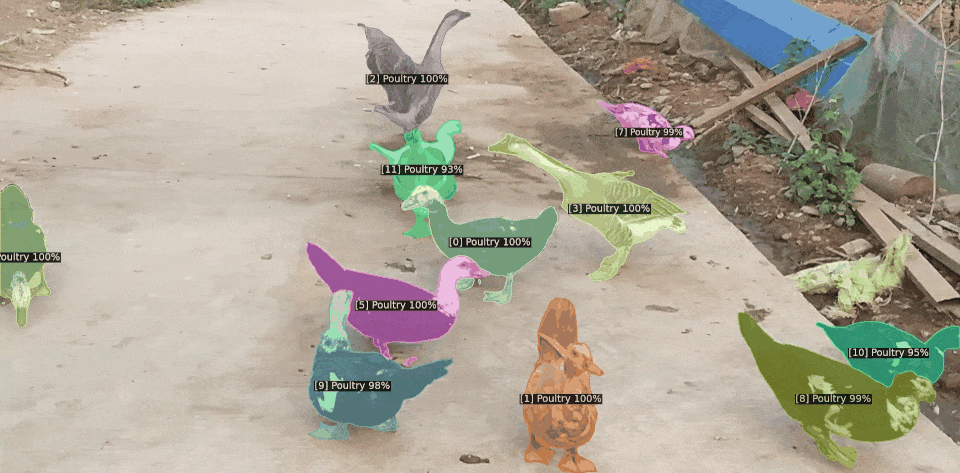 [2] Poultry 100%
[7] Poultry 99%
[11] Poultry 93%
[3] Poultry 100%
[0] Poultry 100%
oultry 100%
[5] Poultry 100%
[10] Poultry 95%
[9] Poultry 98%
[1] Poultry 100%
[8] Poultry 99%